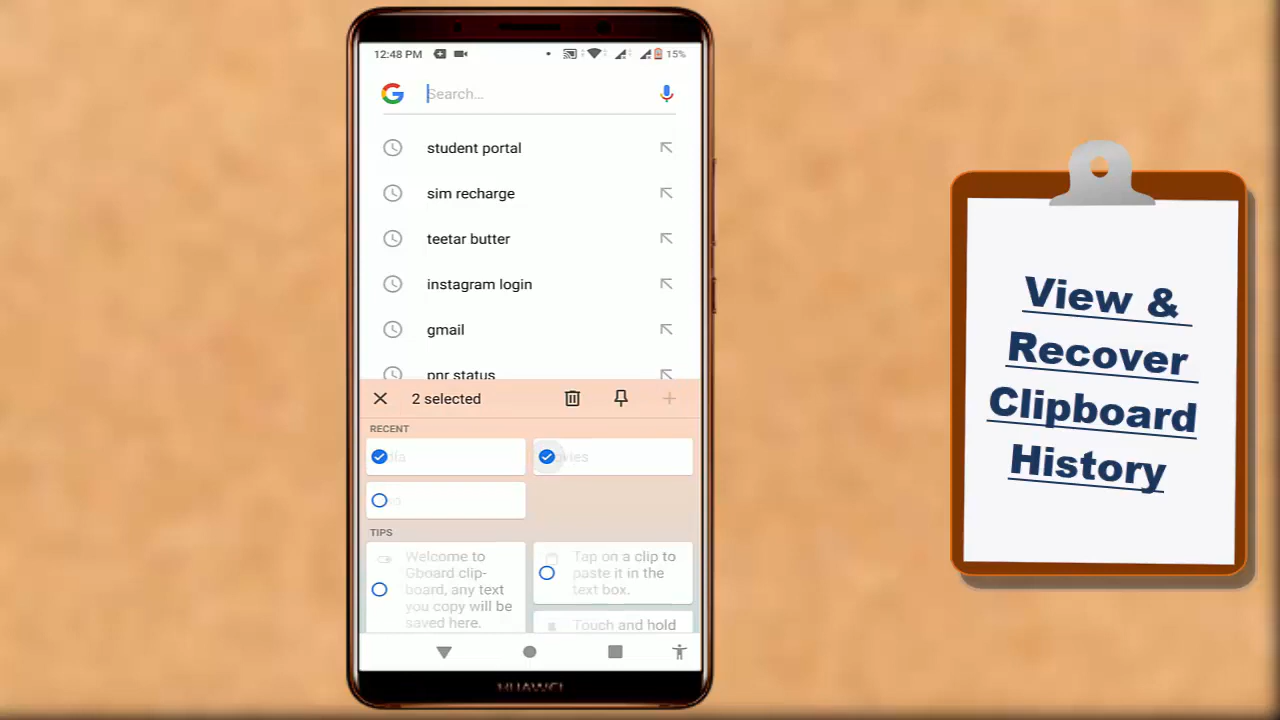 12:48 PM
15%
Search...
student portal
sim recharge
teetar butter
instagram login
gmail
pnr status
2 selected
RECENT
TIPS
Welcome to
Gboard clip-
board, any text
you copy will be
saved here.
Tap on a clip to
paste it in the
text box.
Touch and hold
HUAWEI
View &
Recover
Clipboard
History